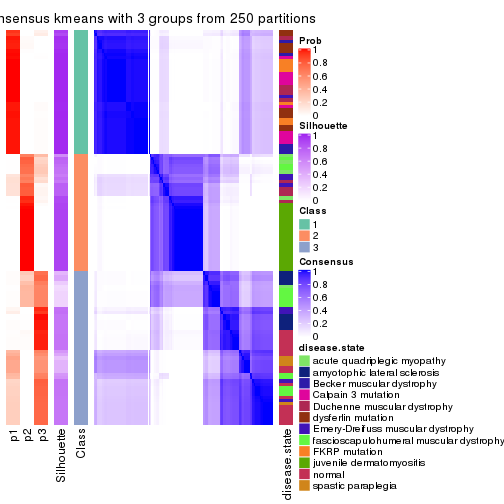 nsensus kmeans with 3 groups from 250 partitions
Prob
1
0.8
0.6
0.4
0.2
0
Silhouette
1
0.8
0.6
0.4
0.2
0
Class
1
2
3
Consensus
1
0.8
0.6
0.4
0.2
0
disease.state
acute quadriplegic myopathy
amyotophic lateral sclerosis
Becker muscular dystrophy
Calpain 3 mutation
Duchenne muscular dystrophy
dysferlin mutation
Emery-Dreifuss muscular dystrophy
fascioscapulohumeral muscular dystrophy
FKRP mutation
juvenile dermatomyositis
normal
spastic paraplegia
p1
p2
p3
Silhouette
Class
disease.state